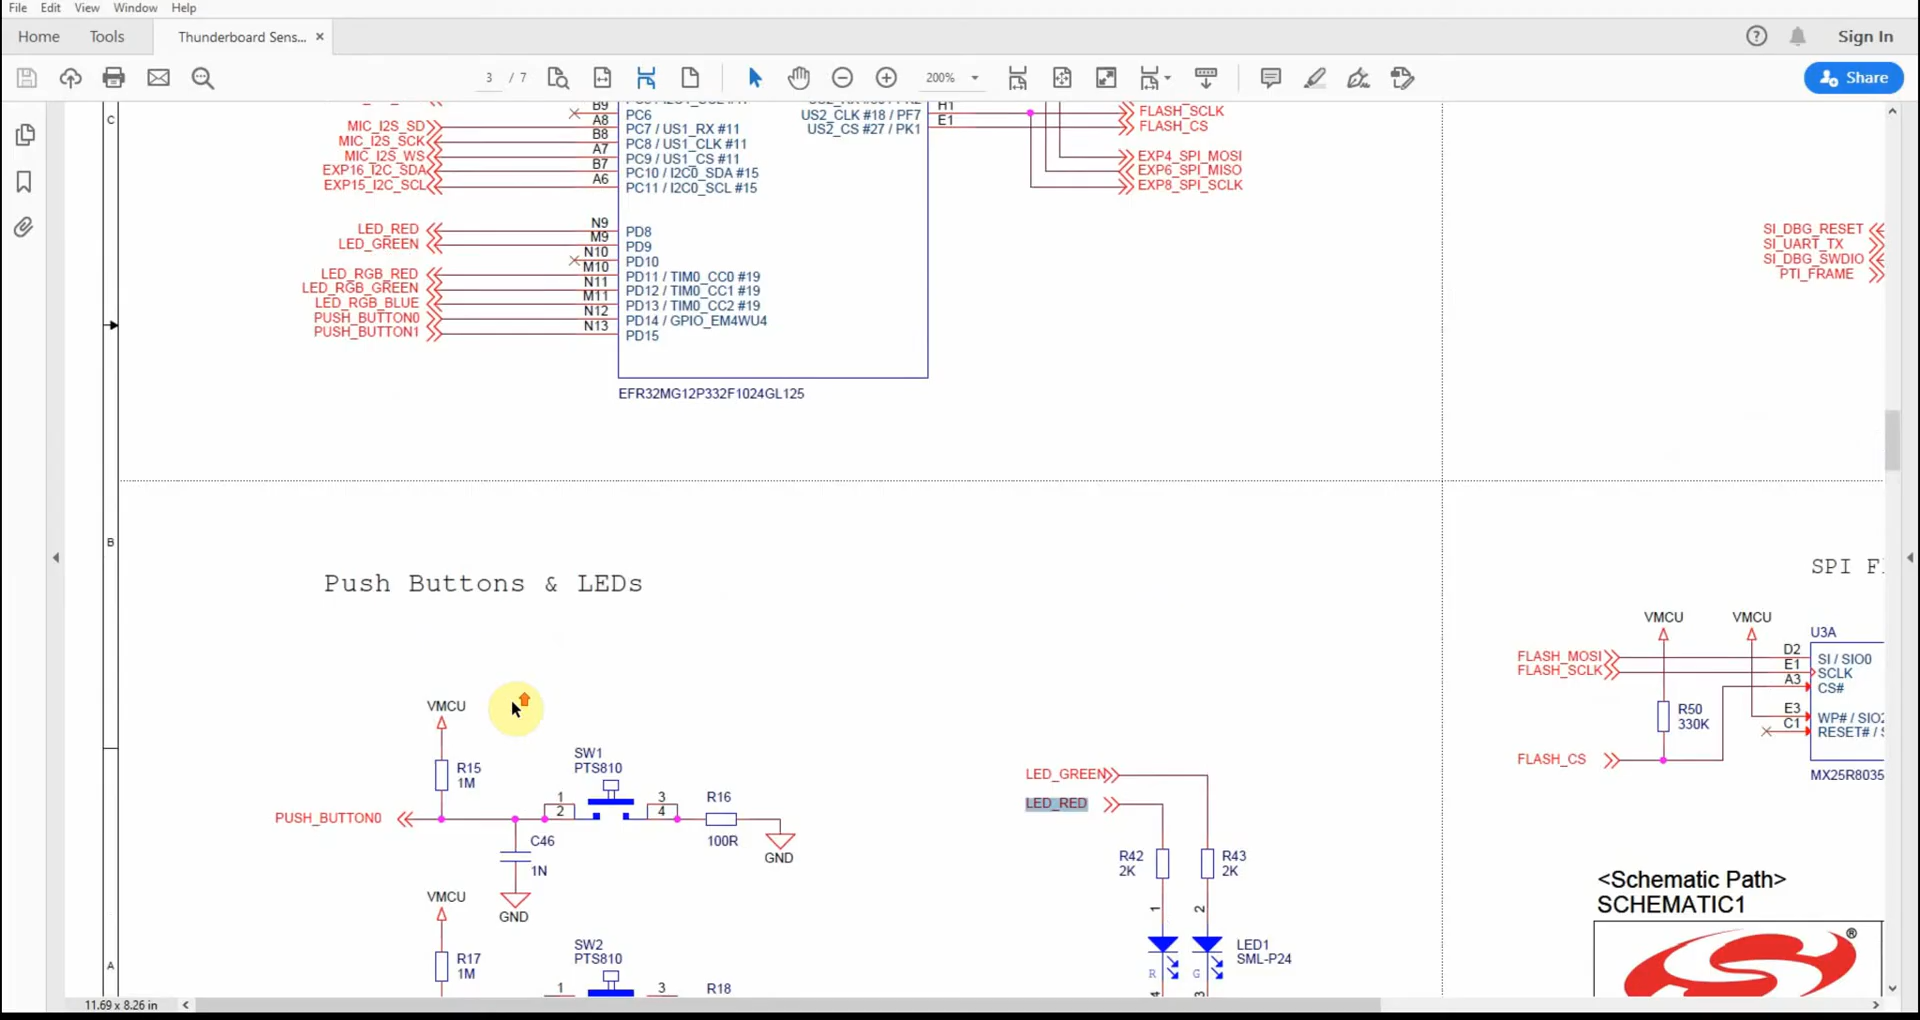 File Edit View Window Help
Home Tools Thunderboard Sens... × Sign In
3 / 7 200% Share
C
B9 PC6
MIC_I2S_SD A8 PC7 / US1_RX #11
MIC_I2S_SCK B8 PC8 / US1_CLK #11
MIC_I2S_WS A7 PC9 / US1_CS #11
EXP16_I2C_SDA B7 PC10 / I2C0_SDA #15
EXP15_I2C_SCL A6 PC11 / I2C0_SCL #15
US2_CLK #18 / PF7 H1 FLASH_SCLK
US2_CS #27 / PK1 E1 FLASH_CS
EXP4_SPI_MOSI
EXP6_SPI_MISO
EXP8_SPI_SCLK
LED_RED N9 PD8
LED_GREEN M9 PD9
N10 PD10
LED_RGB_RED M10 PD11 / TIM0_CC0 #19
LED_RGB_GREEN N11 PD12 / TIM0_CC1 #19
LED_RGB_BLUE M11 PD13 / TIM0_CC2 #19
PUSH_BUTTON0 N12 PD14 / GPIO_EM4WU4
PUSH_BUTTON1 N13 PD15
EFR32MG12P332F1024GL125
SI_DBG_RESET
SI_UART_TX
SI_DBG_SWDIO
PTI_FRAME
B
Push Buttons & LEDs
VMCU
R15
1M
SW1
PTS810
PUSH_BUTTON0
1 3
2 4
R16
100R
GND
C46
1N
GND
VMCU
R17
1M
SW2
PTS810
1 3
R18
LED_GREEN
LED_RED
R42
2K
R43
2K
1 2
LED1
SML-P24
R G
4 3
SPI
VMCU VMCU
U3A
FLASH_MOSI D2 SI / SIO0
FLASH_SCLK E1 SCLK
A3 CS#
R50
330K
E3 WP# / SIO2
C1 RESET# /
FLASH_CS
MX25R8035
<Schematic Path>
SCHEMATIC1
®
A
11.69 x 8.26 in